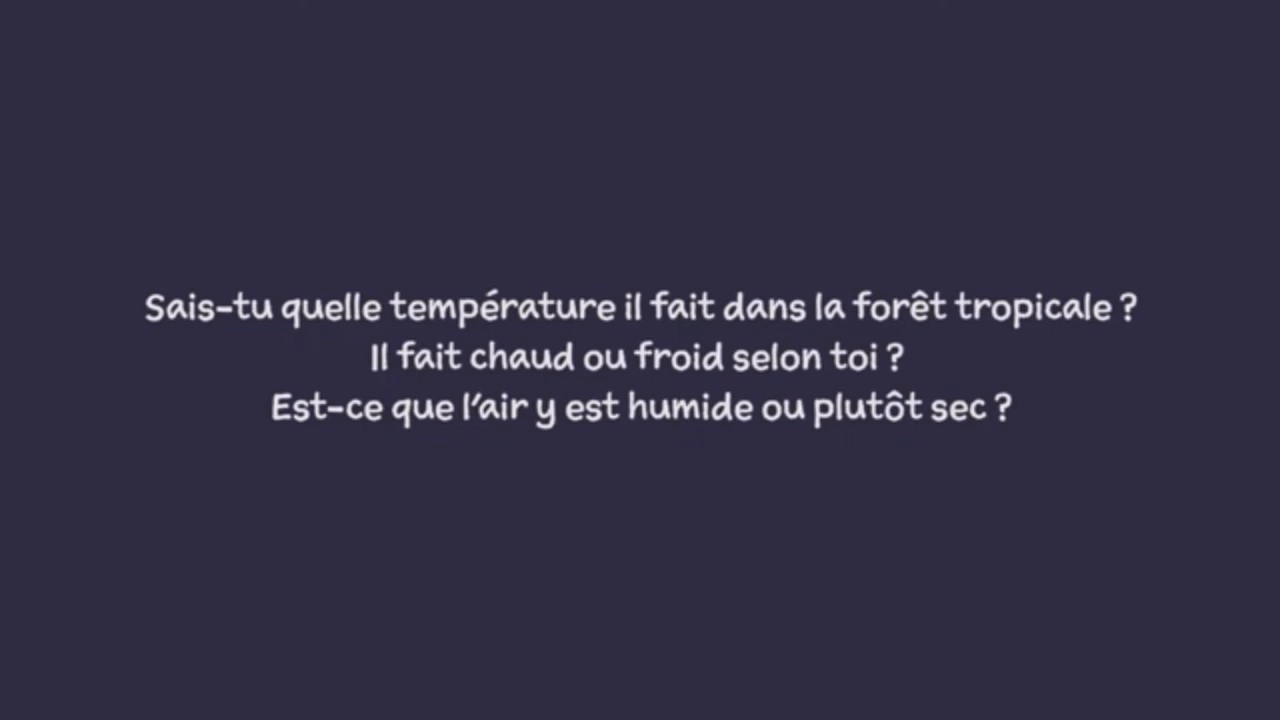 Sais-tu quelle température il fait dans la forêt tropicale ?
Il fait chaud ou froid selon toi ?
Est-ce que l'air y est humide ou plutôt sec ?